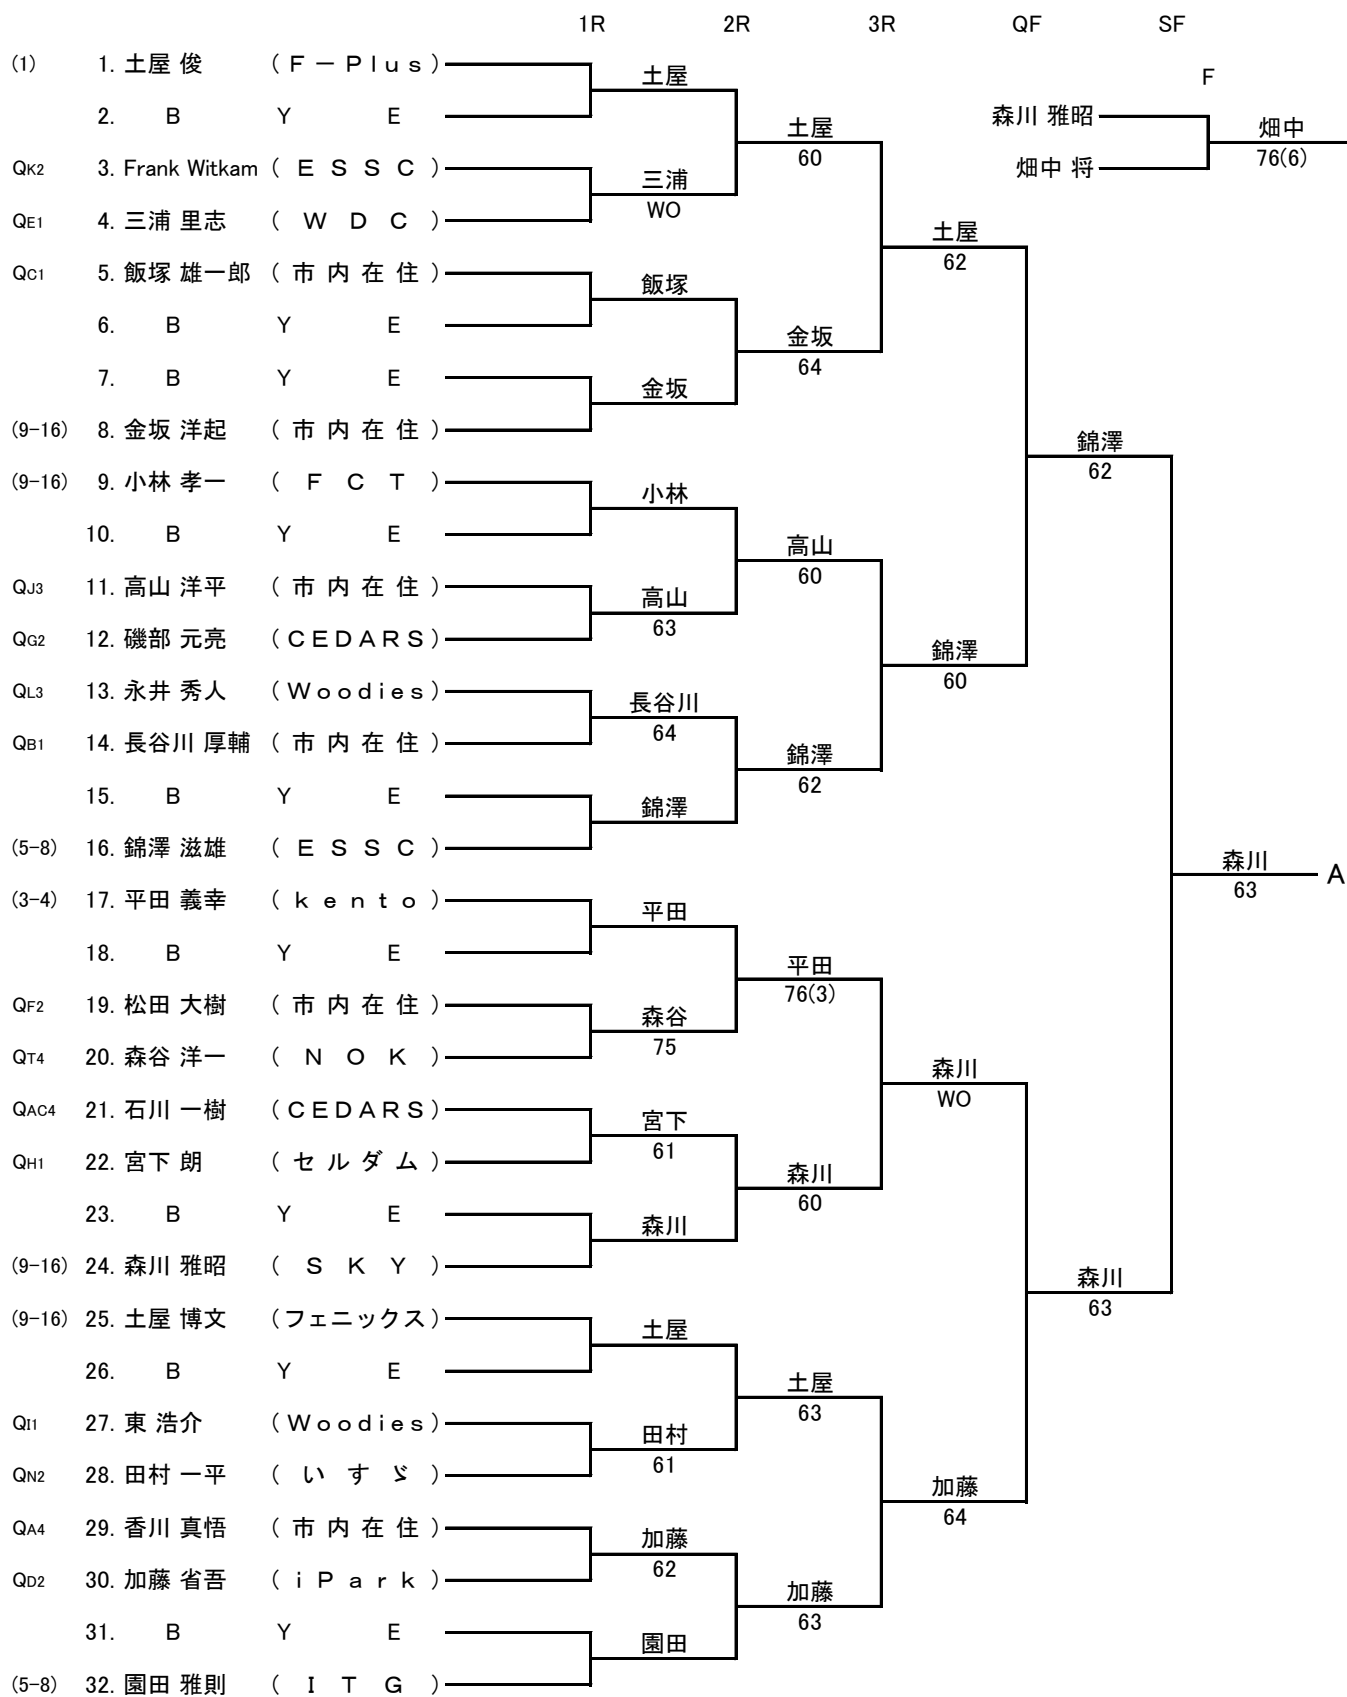 1R 2R 3R QF SF
(1) 1. 土屋 俊 (F－Plus)
F
土屋
2. B Y E
森川 雅昭
土屋
畑中
60
76(6)
QK2 3. Frank Witkam (ESSC)
畑中 将
三浦
WO
QE1 4. 三浦 里志 (WDC)
土屋
62
QC1 5. 飯塚 雄一郎 (市内在住)
飯塚
6. B Y E
金坂
64
7. B Y E
金坂
(9-16) 8. 金坂 洋起 (市内在住)
錦澤
62
(9-16) 9. 小林 孝一 (FCT)
小林
10. B Y E
高山
60
QJ3 11. 高山 洋平 (市内在住)
高山
63
QG2 12. 磯部 元亮 (CEDARS)
錦澤
60
QL3 13. 永井 秀人 (Woodies)
長谷川
64
QB1 14. 長谷川 厚輔 (市内在住)
錦澤
62
15. B Y E
錦澤
(5-8) 16. 錦澤 滋雄 (ESSC)
森川
A
63
(3-4) 17. 平田 義幸 (kento)
平田
18. B Y E
平田
76(3)
QF2 19. 松田 大樹 (市内在住)
森谷
75
QT4 20. 森谷 洋一 (NOK)
森川
WO
QAC4 21. 石川 一樹 (CEDARS)
宮下
61
QH1 22. 宮下 朗 (セルダム)
森川
60
23. B Y E
森川
(9-16) 24. 森川 雅昭 (SKY)
森川
63
(9-16) 25. 土屋 博文 (フェニックス)
土屋
26. B Y E
土屋
63
QI1 27. 東 浩介 (Woodies)
田村
61
QN2 28. 田村 一平 (いすゞ)
加藤
64
QA4 29. 香川 真悟 (市内在住)
加藤
62
QD2 30. 加藤 省吾 (iPark)
加藤
63
31. B Y E
園田
(5-8) 32. 園田 雅則 (ITG)